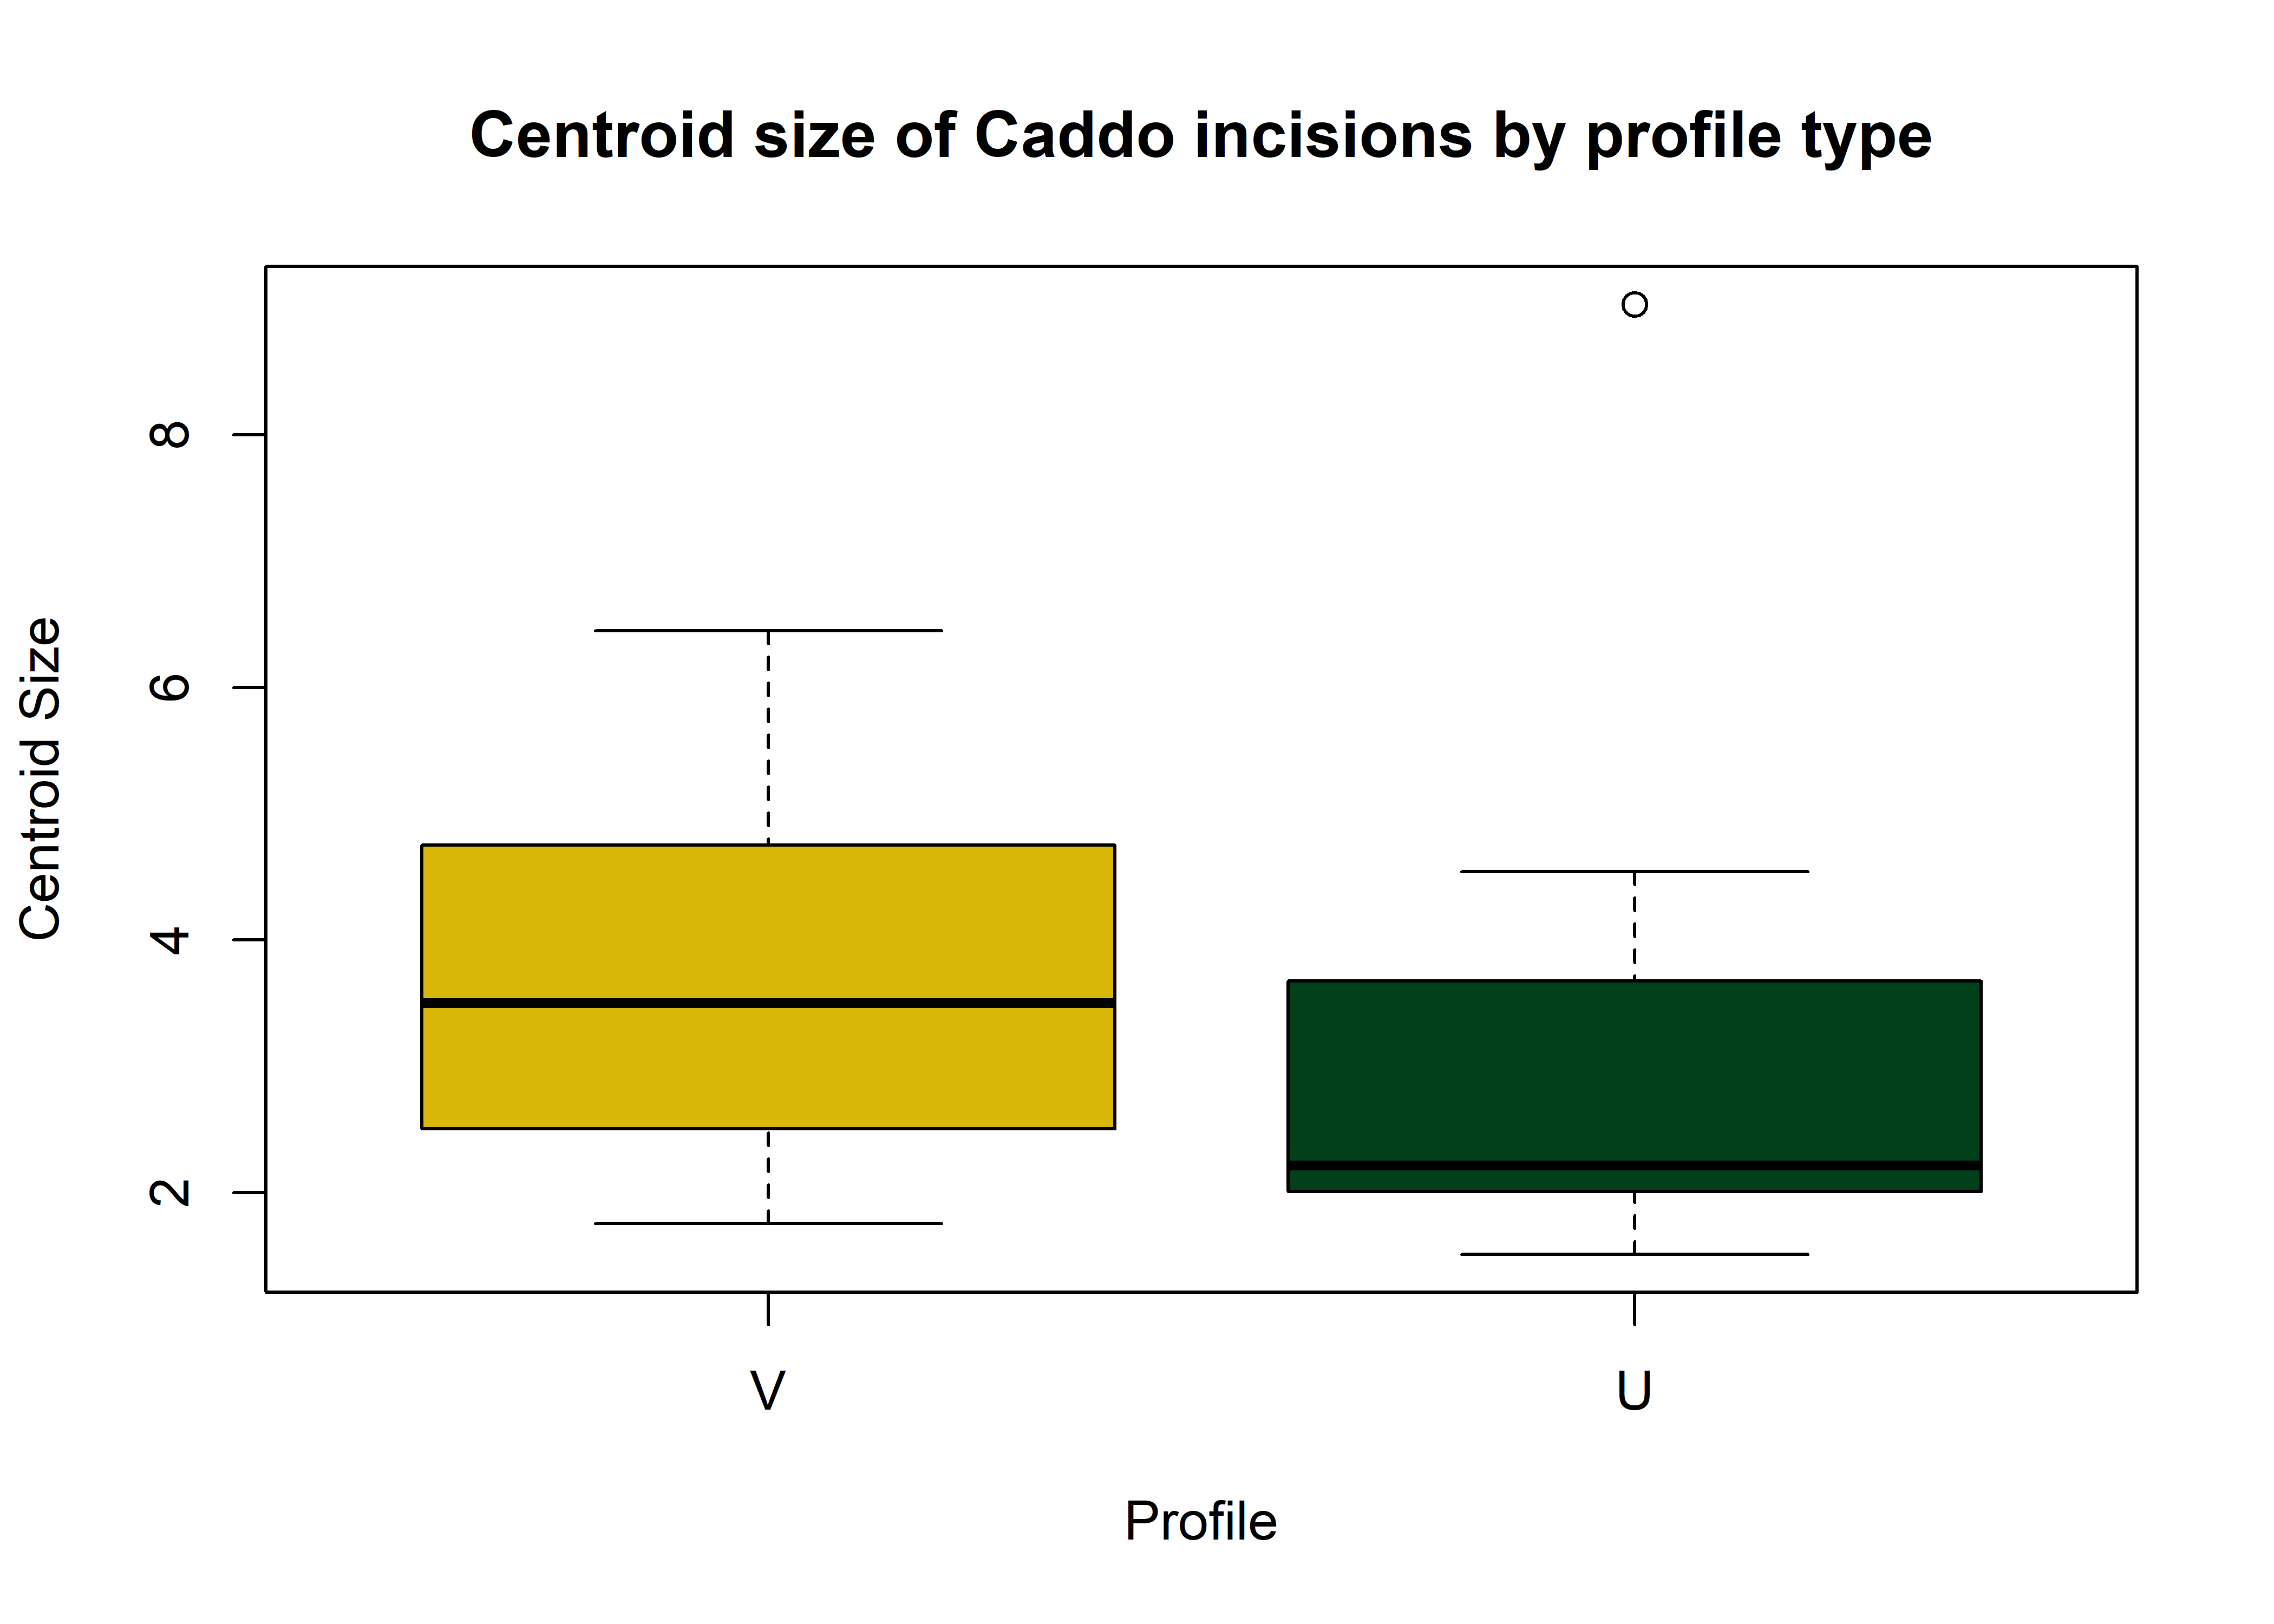 Centroid size of Caddo incisions by profile type
Centroid Size
8
6
4
2
V
U
Profile